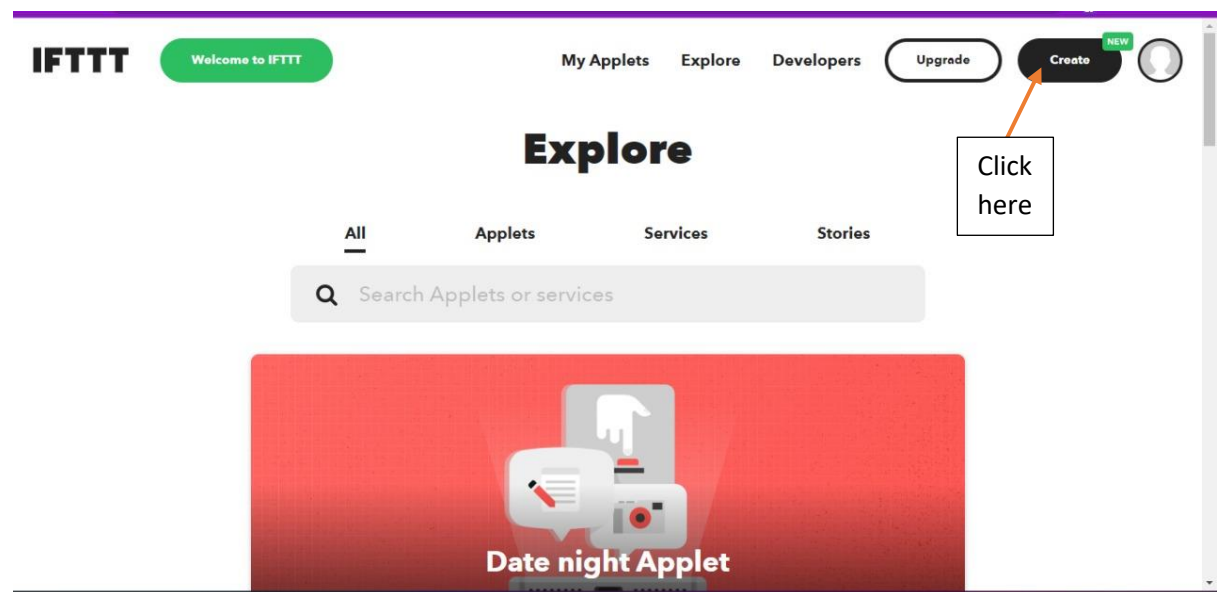 IFTTT
Welcome to IFTTT
My Applets Explore Developers Upgrade Create NEW
Explore
Click
here
All Applets Services Stories
Search Applets or services
Date night Applet